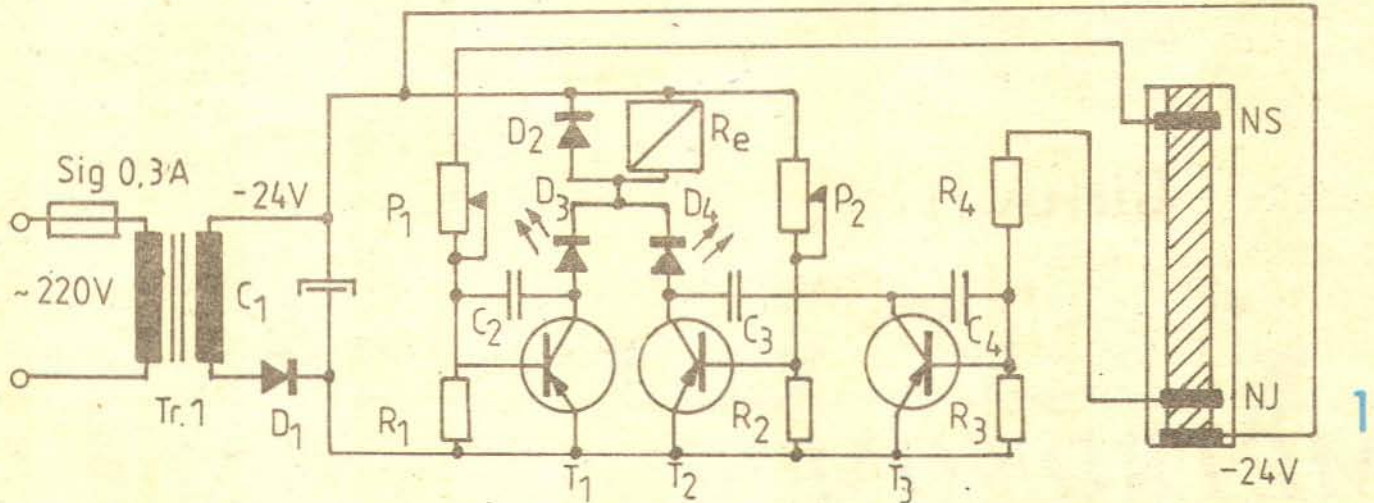 Sig 0,3A
~220V
Tr.1
-24V
C1
D1
P1
R1
C2
D2
D3
Re
D4
T1
T2
C3
P2
R2
T3
C4
R4
R3
NS
NJ
-24V
1